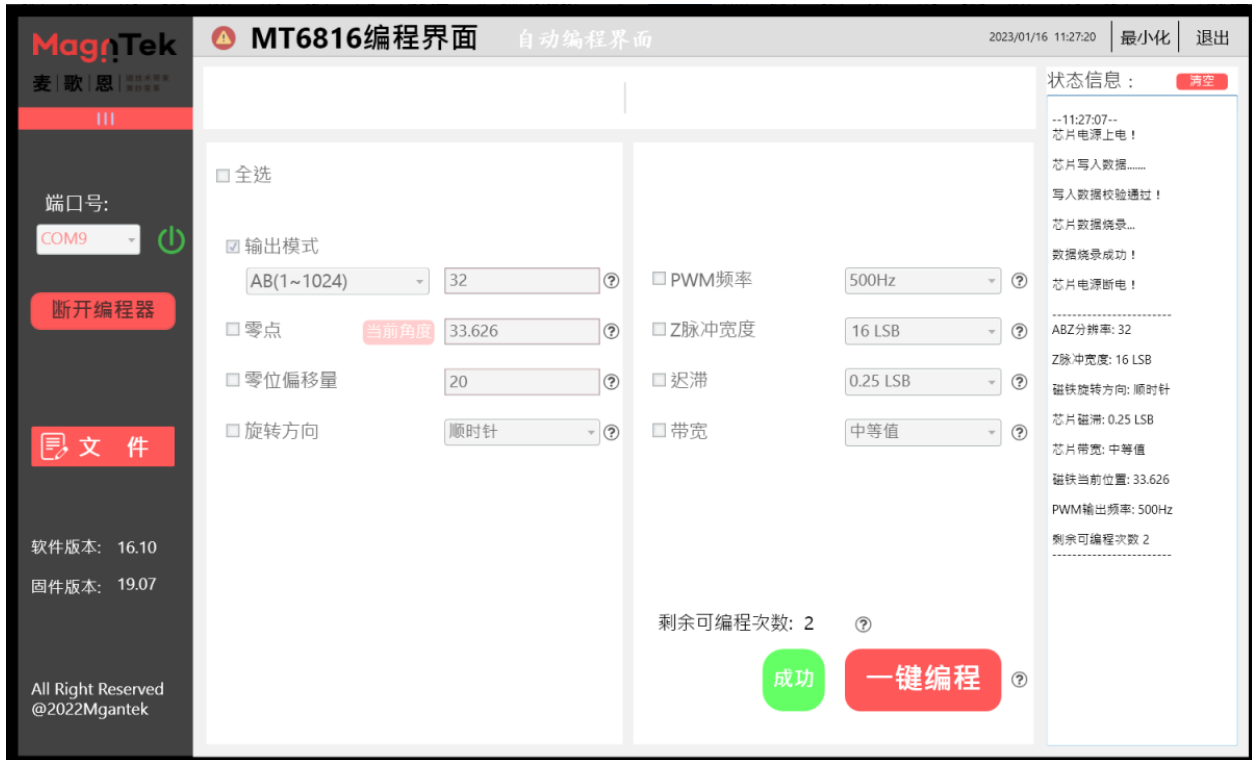 MagnTek
麦|歌|恩
MT6816编程界面
自动编程界面
2023/01/16 11:27:20
最小化
退出
端口号:
COM9
断开编程器
文 件
软件版本: 16.10
固件版本: 19.07
All Right Reserved
@2022Mgantek
全选
输出模式
AB(1~1024)
32
零点
当前角度
33.626
零位偏移量
20
旋转方向
顺时针
PWM频率
500Hz
Z脉冲宽度
16 LSB
迟滞
0.25 LSB
带宽
中等值
剩余可编程次数: 2
成功
一键编程
状态信息：
清空
--11:27:07--
芯片电源上电！
芯片写入数据......
写入数据校验通过！
芯片数据烧录...
数据烧录成功！
芯片电源断电！
------------------------
ABZ分辨率: 32
Z脉冲宽度: 16 LSB
磁铁旋转方向: 顺时针
芯片磁滞: 0.25 LSB
芯片带宽: 中等值
磁铁当前位置: 33.626
PWM输出频率: 500Hz
剩余可编程次数 2
------------------------